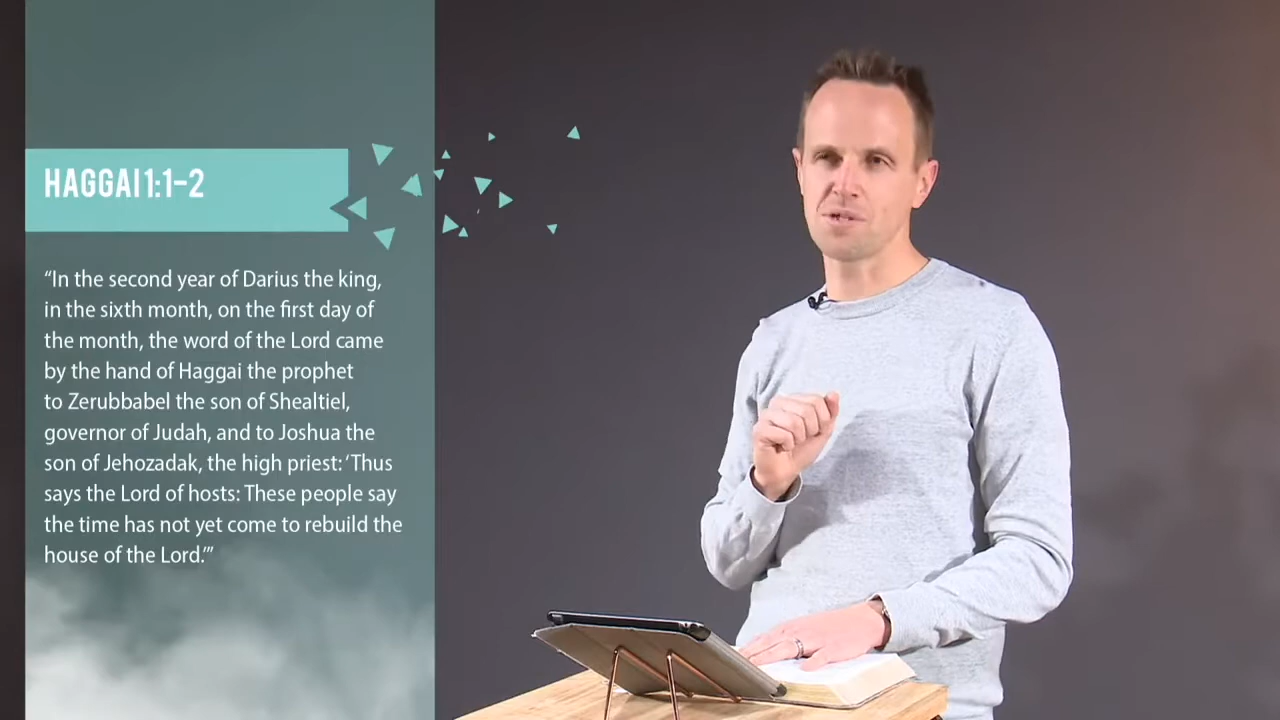 HAGGAI 1:1-2
“In the second year of Darius the king,
in the sixth month, on the first day of
the month, the word of the Lord came
by the hand of Haggai the prophet
to Zerubbabel the son of Shealtiel,
governor of Judah, and to Joshua the
son of Jehozadak, the high priest: ‘Thus
says the Lord of hosts: These people say
the time has not yet come to rebuild the
house of the Lord.’”